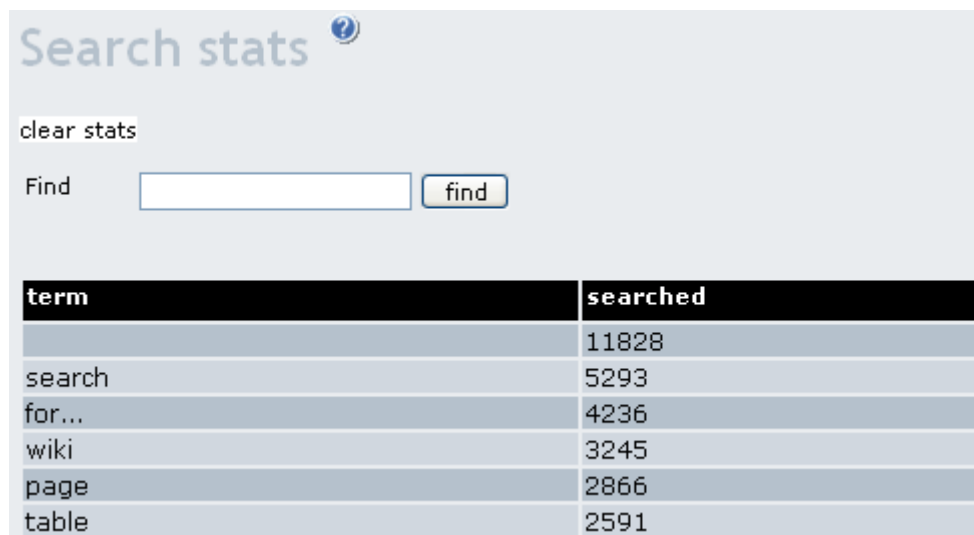 Search stats ?
clear stats
Find find
term searched
11828
search 5293
for... 4236
wiki 3245
page 2866
table 2591